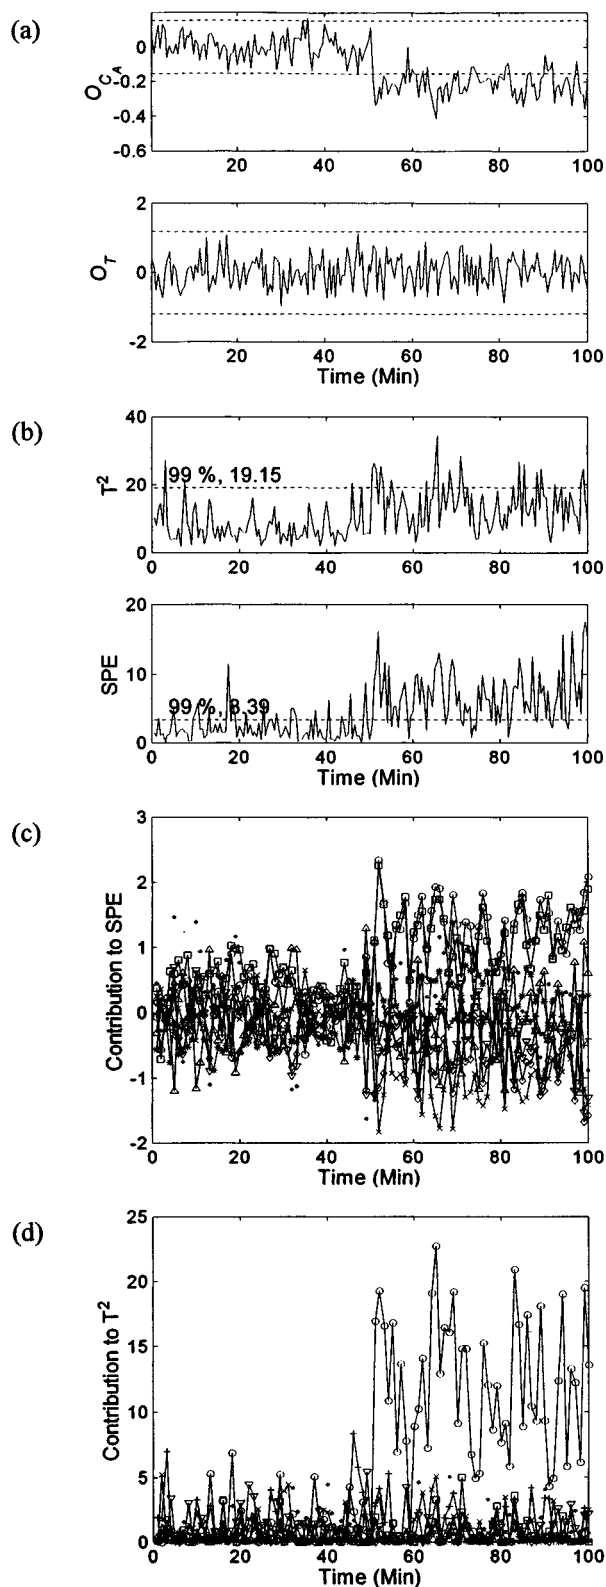 (a)
0
-0.2
-0.4
-0.6
O_{C_A}
20 40 60 80 100
2
0
-2
O_T
20 40 60 80 100
Time (Min)
(b)
40
20
0
T²
99 %, 19.15
0 20 40 60 80 100
20
10
0
SPE
99 %, 8.39
0 20 40 60 80 100
Time (Min)
(c)
3
2
1
0
-1
-2
Contribution to SPE
0 20 40 60 80 100
Time (Min)
(d)
25
20
15
10
5
0
Contribution to T²
0 20 40 60 80 100
Time (Min)